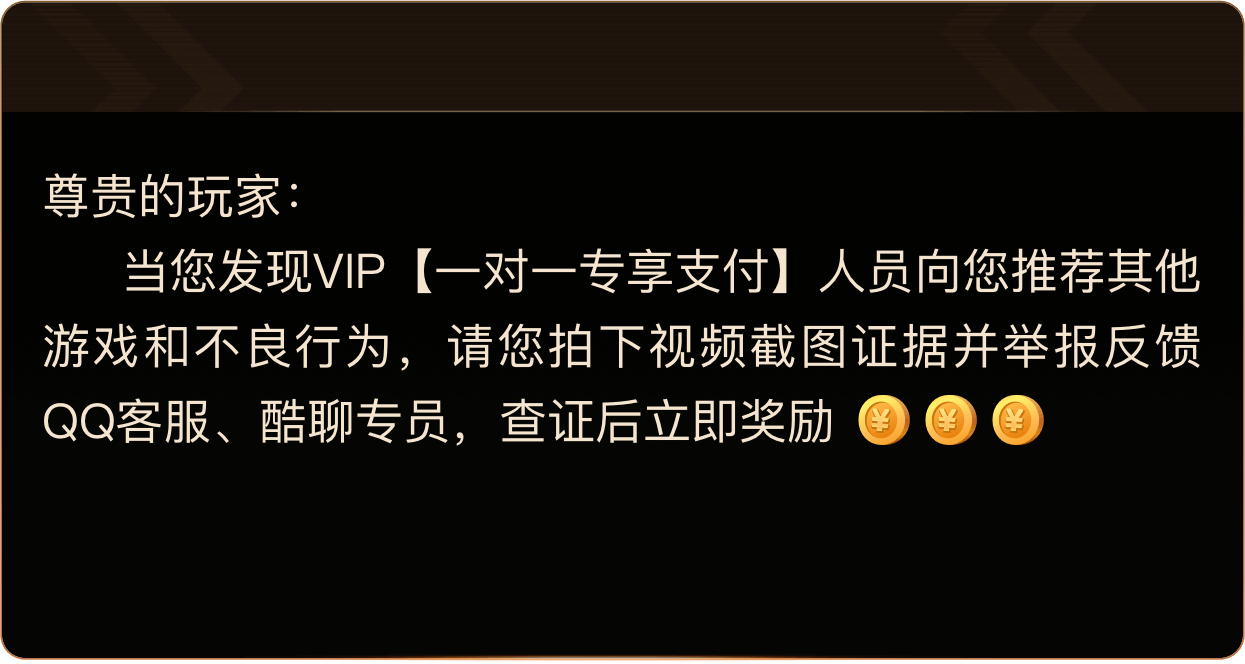 尊贵的玩家：
当您发现VIP【一对一专享支付】人员向您推荐其他
游戏和不良行为，请您拍下视频截图证据并举报反馈
QQ客服、酷聊专员，查证后立即奖励